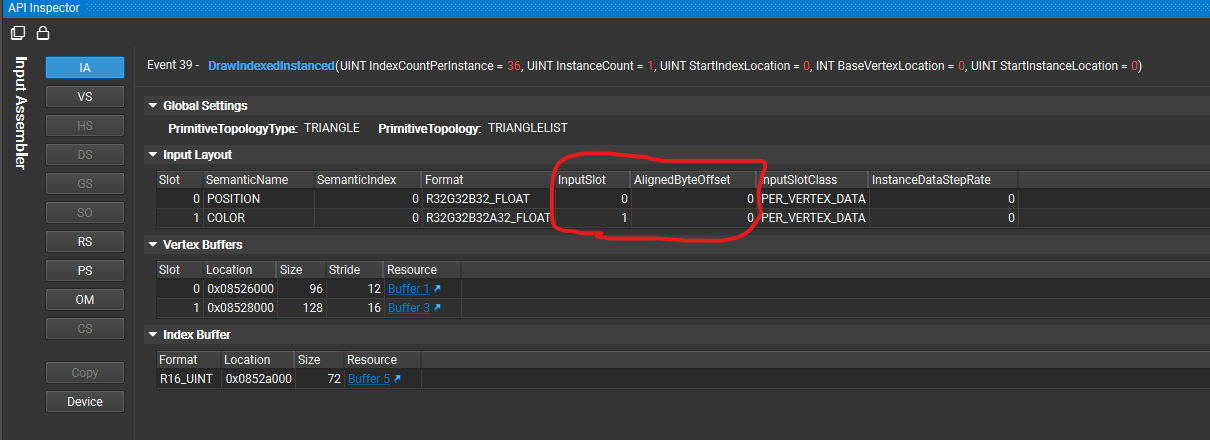 API Inspector
Input Assembler
IA
VS
HS
DS
GS
SO
RS
PS
OM
CS
Copy
Device
Event 39 - DrawIndexedInstanced(UINT IndexCountPerInstance = 36, UINT InstanceCount = 1, UINT StartIndexLocation = 0, INT BaseVertexLocation = 0, UINT StartInstanceLocation = 0)
Global Settings
PrimitiveTopologyType: TRIANGLE PrimitiveTopology: TRIANGLELIST
Input Layout
Slot SemanticName SemanticIndex Format InputSlot AlignedByteOffset InputSlotClass InstanceDataStepRate
0 POSITION 0 R32G32B32_FLOAT 0 0 PER_VERTEX_DATA 0
1 COLOR 0 R32G32B32A32_FLOAT 1 0 PER_VERTEX_DATA 0
Vertex Buffers
Slot Location Size Stride Resource
0 0x08526000 96 12 Buffer 1
1 0x08528000 128 16 Buffer 3
Index Buffer
Format Location Size Resource
R16_UINT 0x0852a000 72 Buffer 5